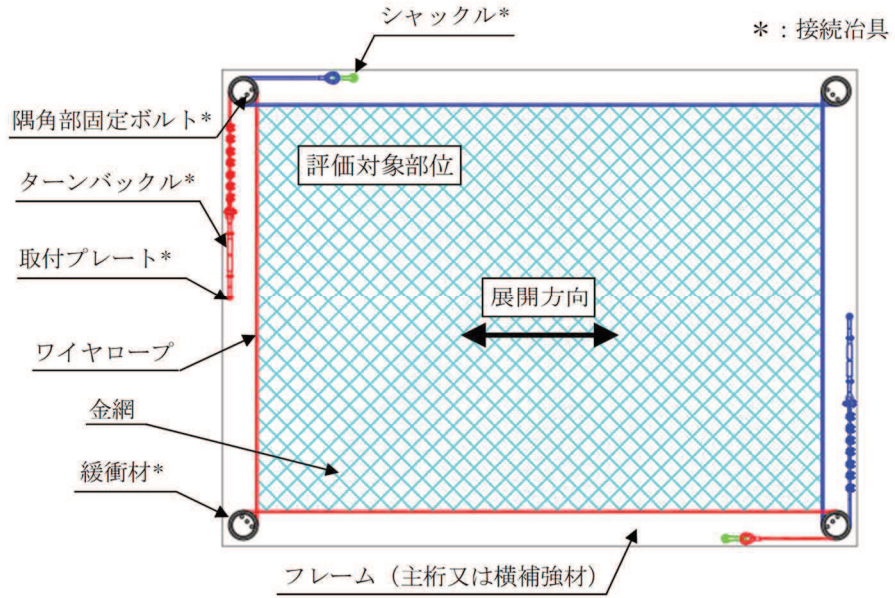 シャックル*
*：接続冶具
隅角部固定ボルト*
評価対象部位
ターンバックル*
取付プレート*
展開方向
ワイヤロープ
金網
緩衝材*
フレーム（主桁又は横補強材）